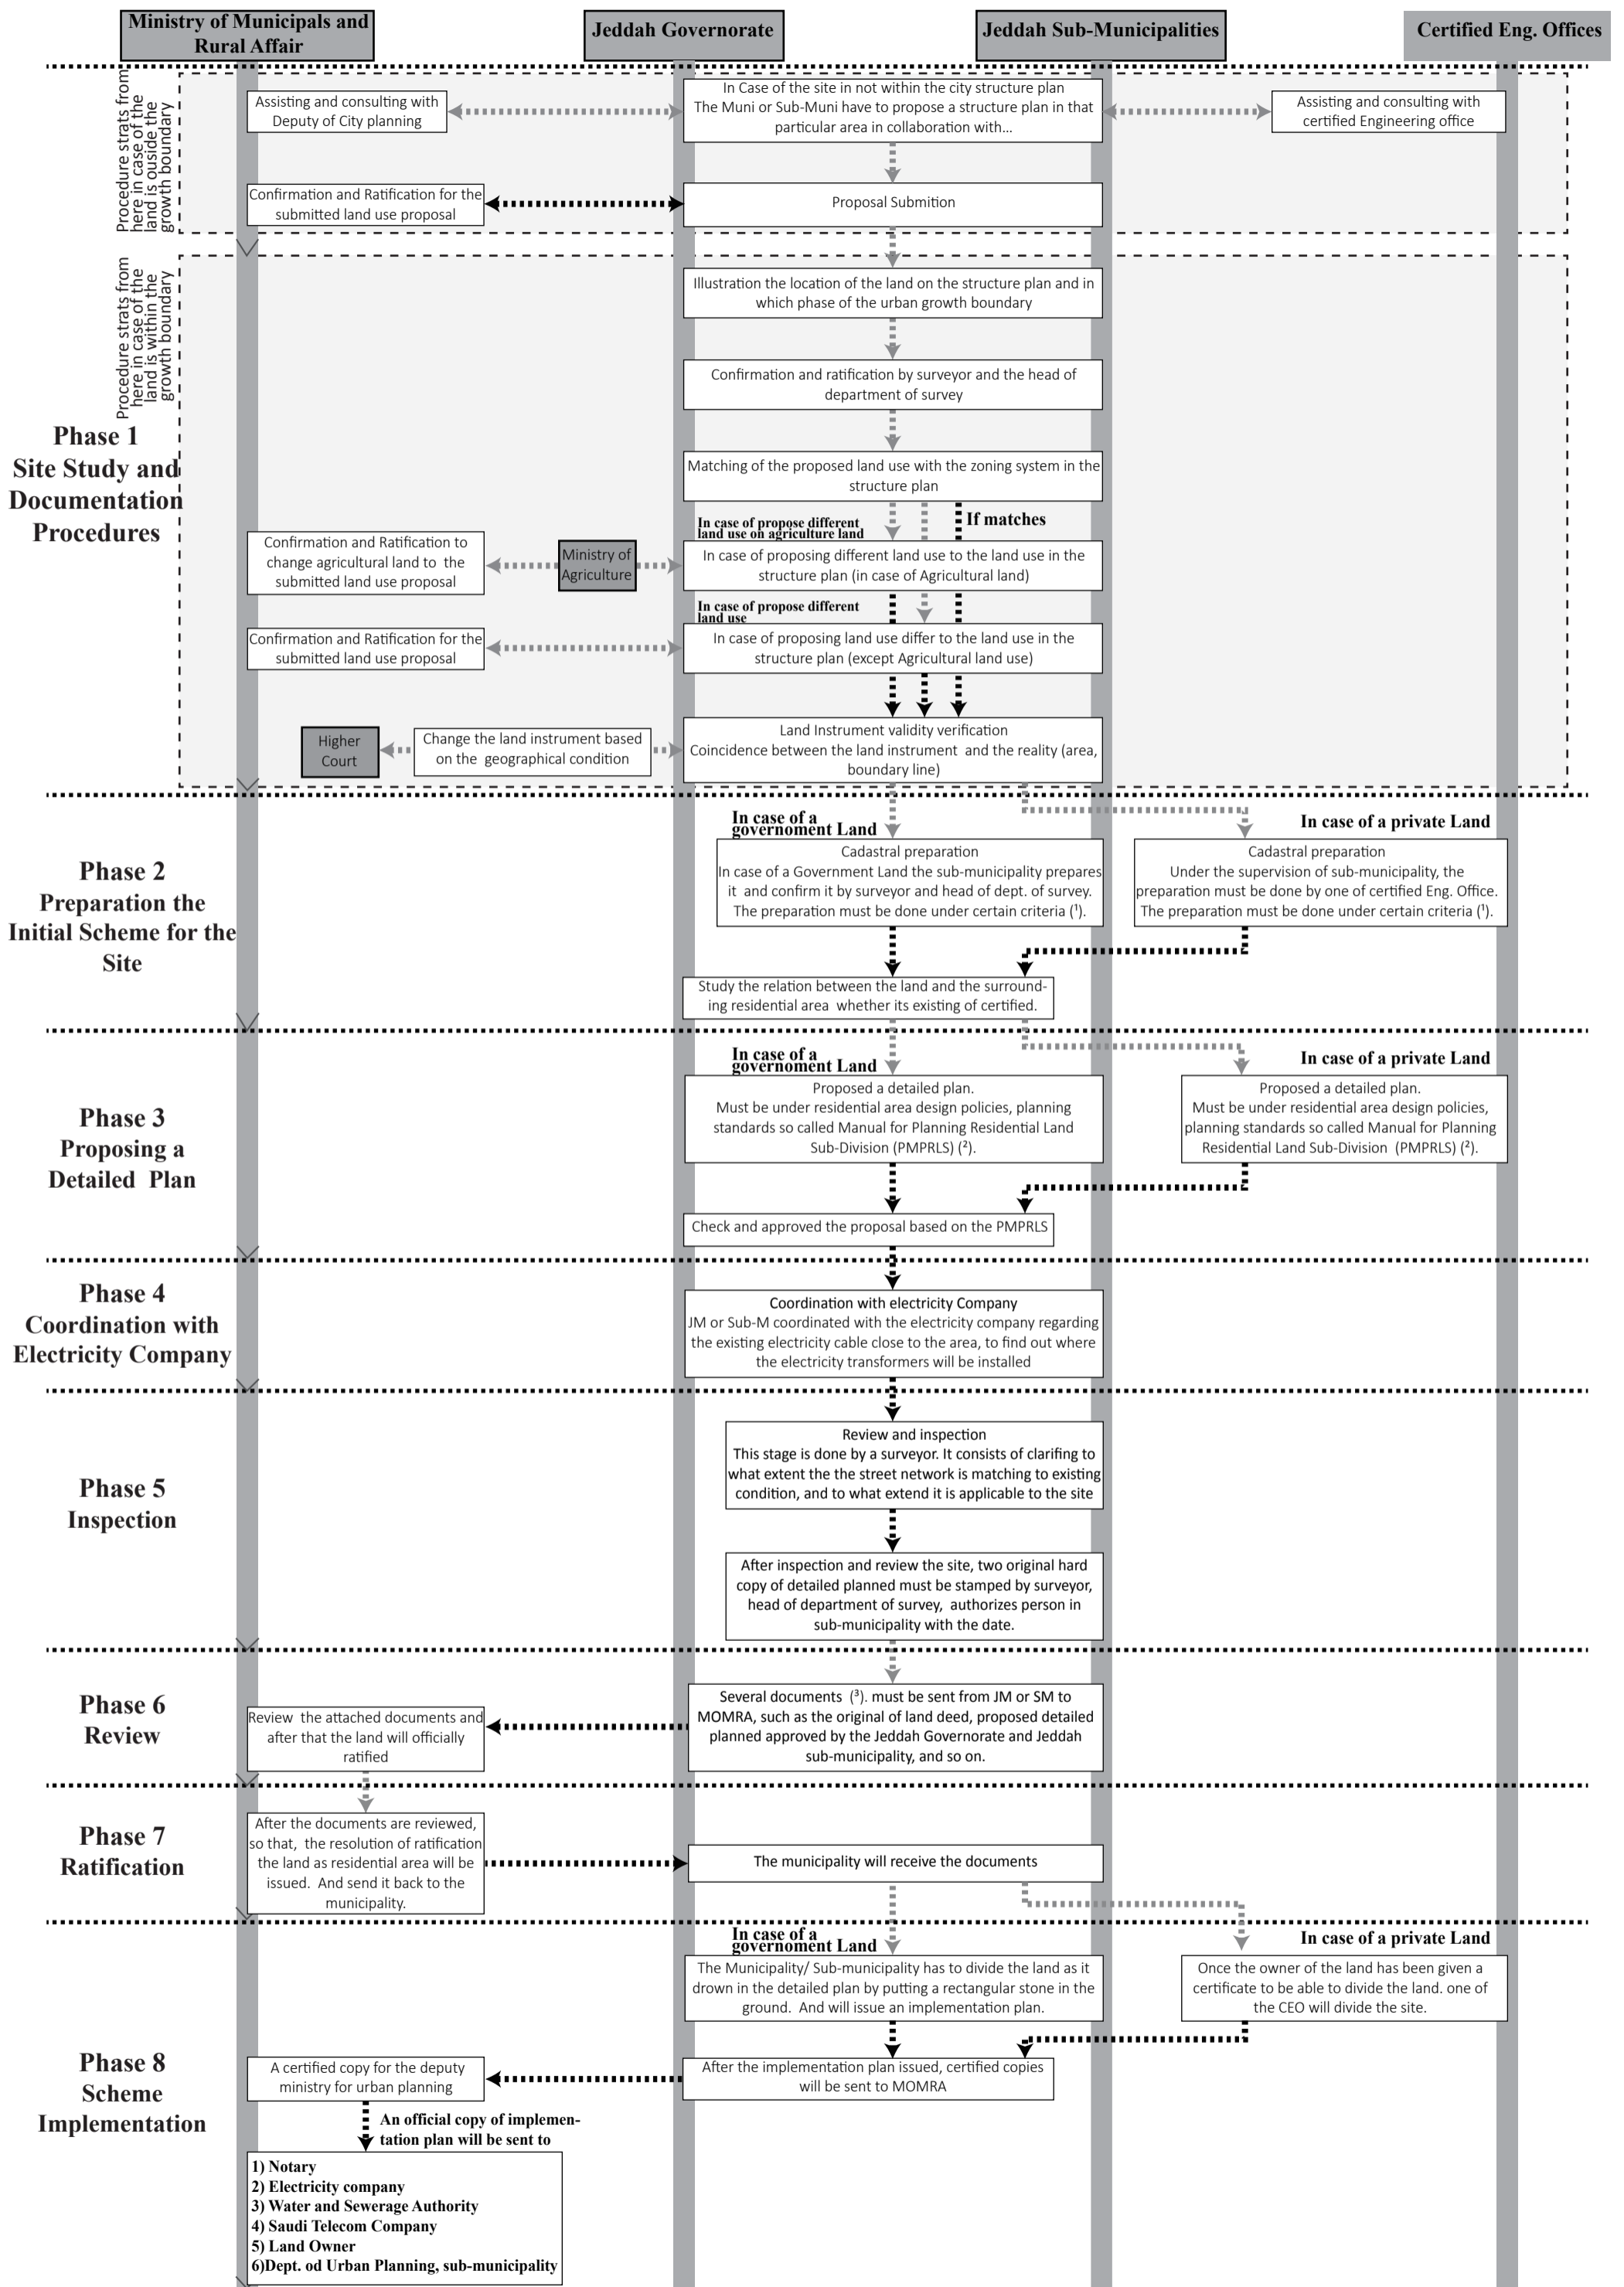 Ministry of Municipals and
Rural Affair
Jeddah Governorate
Jeddah Sub-Municipalities
Certified Eng. Offices
Procedure strats from
here in case of the
land is ouside the
growth boundary
Assisting and consulting with
Deputy of City planning
In Case of the site in not within the city structure plan
The Muni or Sub-Muni have to propose a structure plan in that
particular area in collaboration with...
Assisting and consulting with
certified Engineering office
Confirmation and Ratification for the
submitted land use proposal
Proposal Submition
Procedure strats from
here in case of the
land is within the
growth boundary
Phase 1
Site Study and
Documentation
Procedures
Illustration the location of the land on the structure plan and in
which phase of the urban growth boundary
Confirmation and ratification by surveyor and the head of
department of survey
Matching of the proposed land use with the zoning system in the
structure plan
In case of propose different
land use on agriculture land
If matches
Confirmation and Ratification to
change agricultural land to the
submitted land use proposal
Ministry of
Agriculture
In case of proposing different land use to the land use in the
structure plan (in case of Agricultural land)
In case of propose different
land use
Confirmation and Ratification for the
submitted land use proposal
In case of proposing land use differ to the land use in the
structure plan (except Agricultural land use)
Higher
Court
Change the land instrument based
on the geographical condition
Land Instrument validity verification
Coincidence between the land instrument and the reality (area,
boundary line)
Phase 2
Preparation the
Initial Scheme for the
Site
In case of a
governoment Land
In case of a private Land
Cadastral preparation
In case of a Government Land the sub-municipality prepares
it and confirm it by surveyor and head of dept. of survey.
The preparation must be done under certain criteria (¹).
Cadastral preparation
Under the supervision of sub-municipality, the
preparation must be done by one of certified Eng. Office.
The preparation must be done under certain criteria (¹).
Study the relation between the land and the surround-
ing residential area whether its existing of certified.
Phase 3
Proposing a
Detailed Plan
In case of a
governoment Land
In case of a private Land
Proposed a detailed plan.
Must be under residential area design policies, planning
standards so called Manual for Planning Residential Land
Sub-Division (PMPRLS) (²).
Proposed a detailed plan.
Must be under residential area design policies,
planning standards so called Manual for Planning
Residential Land Sub-Division (PMPRLS) (²).
Check and approved the proposal based on the PMPRLS
Phase 4
Coordination with
Electricity Company
Coordination with electricity Company
JM or Sub-M coordinated with the electricity company regarding
the existing electricity cable close to the area, to find out where
the electricity transformers will be installed
Phase 5
Inspection
Review and inspection
This stage is done by a surveyor. It consists of clarifing to
what extent the the street network is matching to existing
condition, and to what extend it is applicable to the site
After inspection and review the site, two original hard
copy of detailed planned must be stamped by surveyor,
head of department of survey, authorizes person in
sub-municipality with the date.
Phase 6
Review
Review the attached documents and
after that the land will officially
ratified
Several documents (³). must be sent from JM or SM to
MOMRA, such as the original of land deed, proposed detailed
planned approved by the Jeddah Governorate and Jeddah
sub-municipality, and so on.
Phase 7
Ratification
After the documents are reviewed,
so that, the resolution of ratification
the land as residential area will be
issued. And send it back to the
municipality.
The municipality will receive the documents
Phase 8
Scheme
Implementation
In case of a
governoment Land
In case of a private Land
The Municipality/ Sub-municipality has to divide the land as it
drown in the detailed plan by putting a rectangular stone in the
ground. And will issue an implementation plan.
Once the owner of the land has been given a
certificate to be able to divide the land. one of
the CEO will divide the site.
A certified copy for the deputy
ministry for urban planning
After the implementation plan issued, certified copies
will be sent to MOMRA
An official copy of implemen-
tation plan will be sent to
1) Notary
2) Electricity company
3) Water and Sewerage Authority
4) Saudi Telecom Company
5) Land Owner
6)Dept. od Urban Planning, sub-municipality